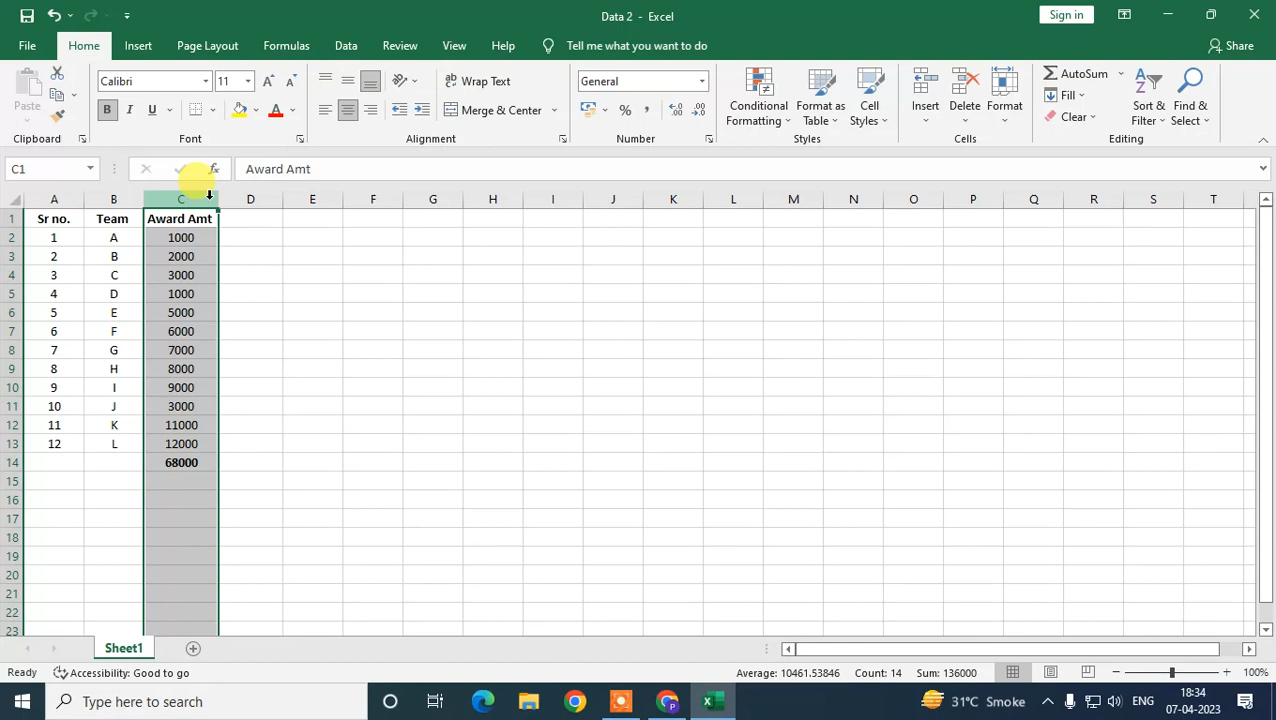 Data 2 - Excel
Sign in
File Home Insert Page Layout Formulas Data Review View Help Tell me what you want to do Share
Paste
Clipboard
Calibri 11
B I U
Font
Wrap Text
Merge & Center
Alignment
General
%
Number
Conditional Formatting
Format as Table
Cell Styles
Styles
Insert Delete Format
Cells
AutoSum
Fill
Clear
Sort & Filter
Find & Select
Editing
C1 fx Award Amt
A B C D E F G H I J K L M N O P Q R S T
1 Sr no. Team Award Amt
2 1 A 1000
3 2 B 2000
4 3 C 3000
5 4 D 1000
6 5 E 5000
7 6 F 6000
8 7 G 7000
9 8 H 8000
10 9 I 9000
11 10 J 3000
12 11 K 11000
13 12 L 12000
14 68000
15
16
17
18
19
20
21
22
23
Sheet1
Ready Accessibility: Good to go Average: 10461.53846 Count: 14 Sum: 136000 100%
Type here to search 31°C Smoke ENG 18:34
07-04-2023